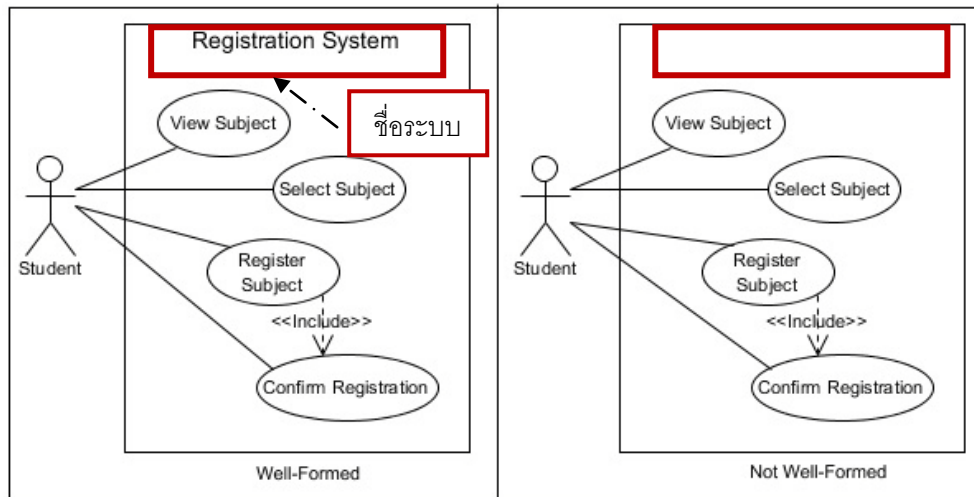 Registration System
ชื่อระบบ
View Subject
Select Subject
Student
Register
Subject
<<Include>>
Confirm Registration
Well-Formed
View Subject
Select Subject
Student
Register
Subject
<<Include>>
Confirm Registration
Not Well-Formed